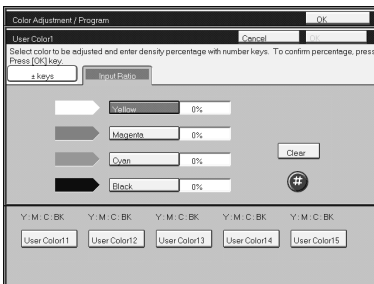 Color Adjustment / Program
OK
User Color1
Cancel
OK
Select color to be adjusted and enter density percentage with number keys. To confirm percentage, press
Press [OK] key.
± keys
Input Ratio
Yellow
0%
Magenta
0%
Cyan
0%
Clear
Black
0%
#
Y : M : C : BK
Y : M : C : BK
Y : M : C : BK
Y : M : C : BK
Y : M : C : BK
User Color11
User Color12
User Color13
User Color14
User Color15